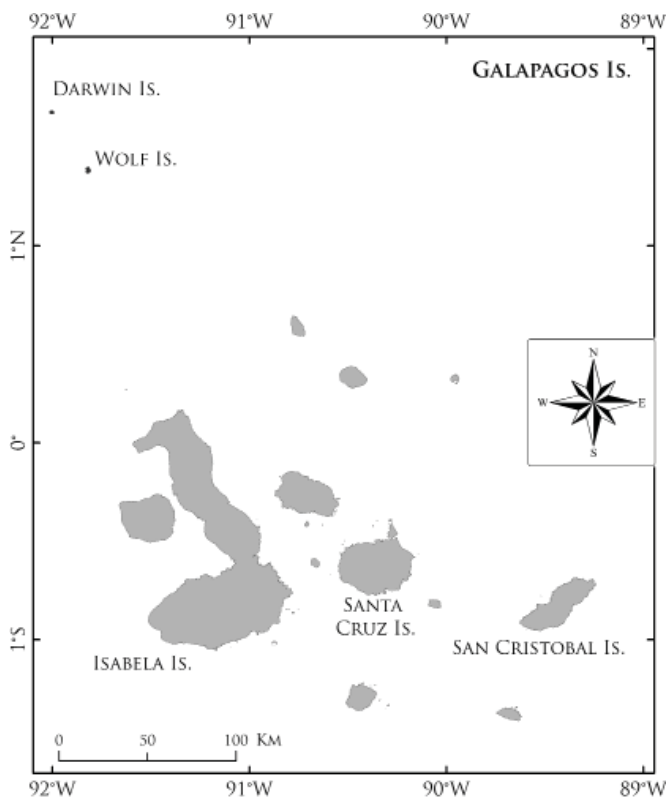 92°W 91°W 90°W 89°W
GALAPAGOS IS.
DARWIN IS.
WOLF IS.
1°N
N
W E
S
0°
SANTA
CRUZ IS.
SAN CRISTOBAL IS.
1°S
ISABELA IS.
0 50 100 KM
92°W 91°W 90°W 89°W